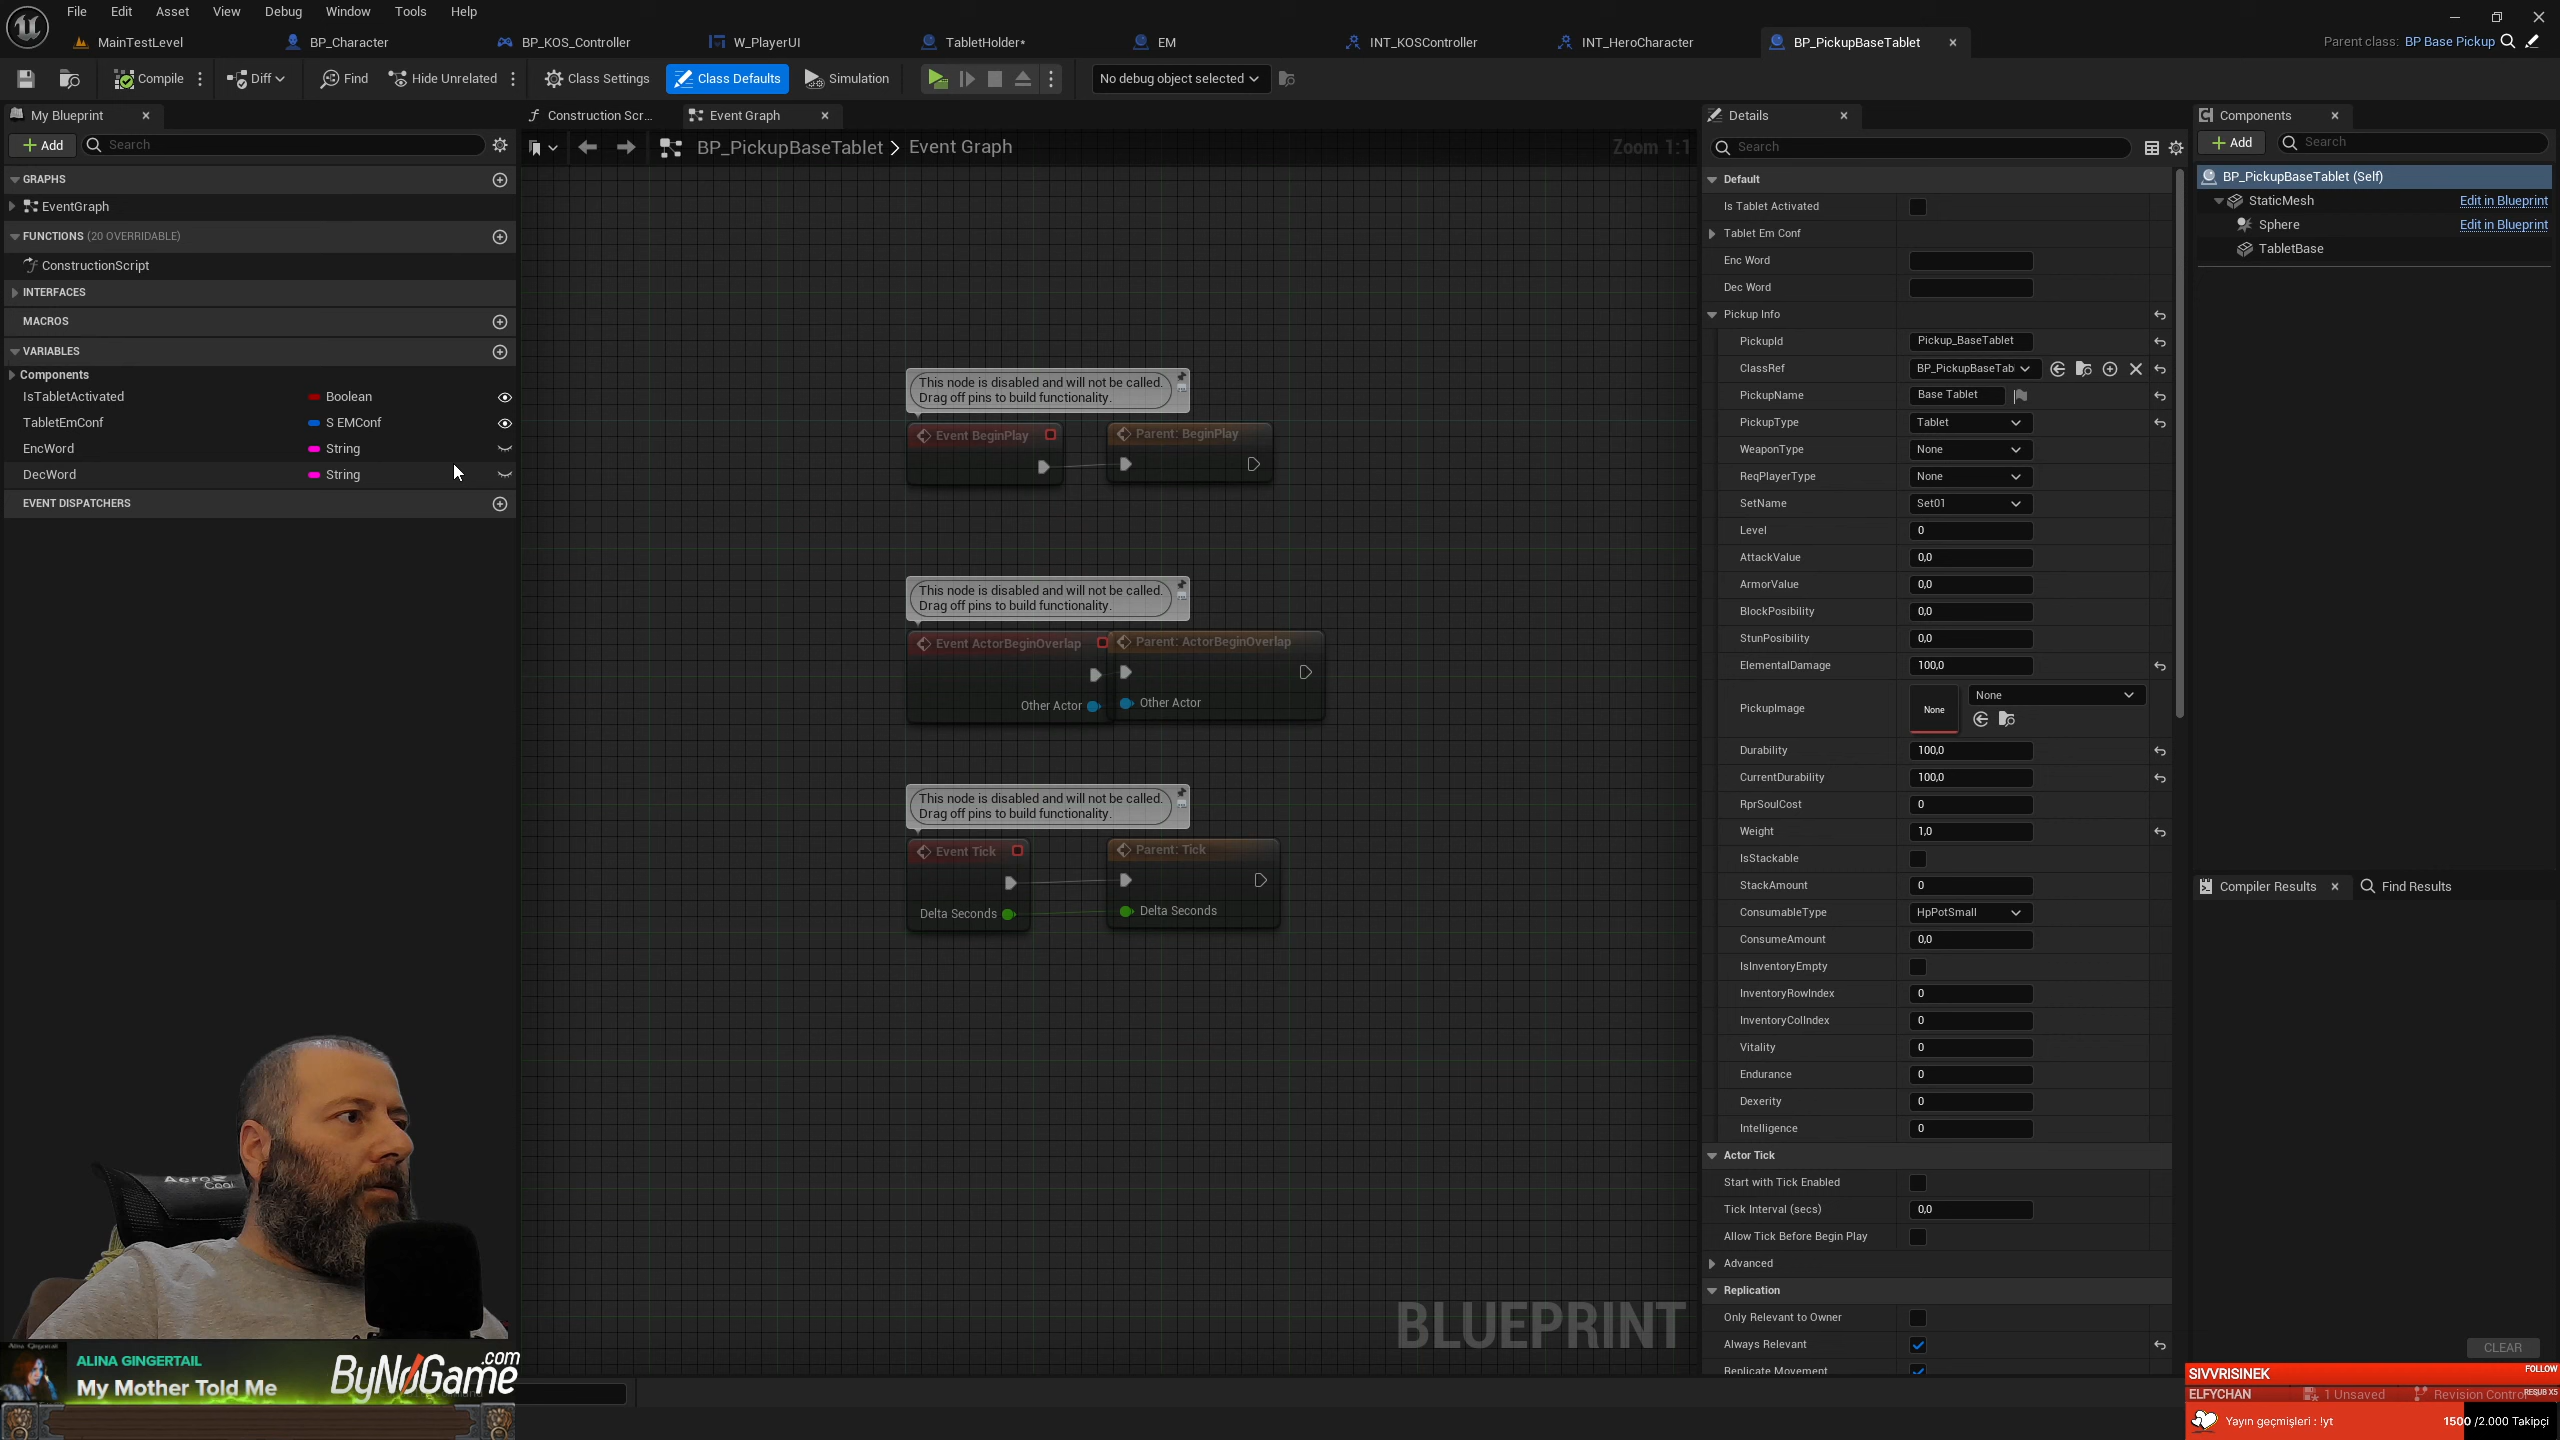 File Edit Asset View Debug Window Tools Help
MainTestLevel BP_Character BP_KOS_Controller W_PlayerUI TabletHolder* EM INT_KOSController INT_HeroCharacter BP_PickupBaseTablet Parent class: BP Base Pickup
Compile Diff Find Hide Unrelated Class Settings Class Defaults Simulation No debug object selected
My Blueprint
Add Search
GRAPHS
EventGraph
FUNCTIONS (20 OVERRIDABLE)
ConstructionScript
INTERFACES
MACROS
VARIABLES
Components
IsTabletActivated Boolean
TabletEmConf S EMConf
EncWord String
DecWord String
EVENT DISPATCHERS
Construction Scr... Event Graph
BP_PickupBaseTablet > Event Graph Zoom 1:1
This node is disabled and will not be called.
Drag off pins to build functionality.
Event BeginPlay Parent: BeginPlay
This node is disabled and will not be called.
Drag off pins to build functionality.
Event ActorBeginOverlap Parent: ActorBeginOverlap
Other Actor Other Actor
This node is disabled and will not be called.
Drag off pins to build functionality.
Event Tick Parent: Tick
Delta Seconds Delta Seconds
BLUEPRINT
Details
Search
Default
Is Tablet Activated
Tablet Em Conf
Enc Word
Dec Word
Pickup Info
PickupId Pickup_BaseTablet
ClassRef BP_PickupBaseTab
PickupName Base Tablet
PickupType Tablet
WeaponType None
ReqPlayerType None
SetName Set01
Level 0
AttackValue 0,0
ArmorValue 0,0
BlockPosibility 0,0
StunPosibility 0,0
ElementalDamage 100,0
PickupImage None None
Durability 100,0
CurrentDurability 100,0
RprSoulCost 0
Weight 1,0
IsStackable
StackAmount 0
ConsumableType HpPotSmall
ConsumeAmount 0,0
IsInventoryEmpty
InventoryRowIndex 0
InventoryColIndex 0
Vitality 0
Endurance 0
Dexerity 0
Intelligence 0
Actor Tick
Start with Tick Enabled
Tick Interval (secs) 0,0
Allow Tick Before Begin Play
Advanced
Replication
Only Relevant to Owner
Always Relevant
Replicate Movement
Components
Add Search
BP_PickupBaseTablet (Self)
StaticMesh Edit in Blueprint
Sphere Edit in Blueprint
TabletBase
Compiler Results Find Results
CLEAR
ALINA GINGERTAIL
My Mother Told Me
ByNoGame.com
SIVVRISINEK FOLLOW
ELFYCHAN 1 Unsaved Revision Contro RESUB X5
Yayın geçmişleri : !yt 1500 /2.000 Takipçi